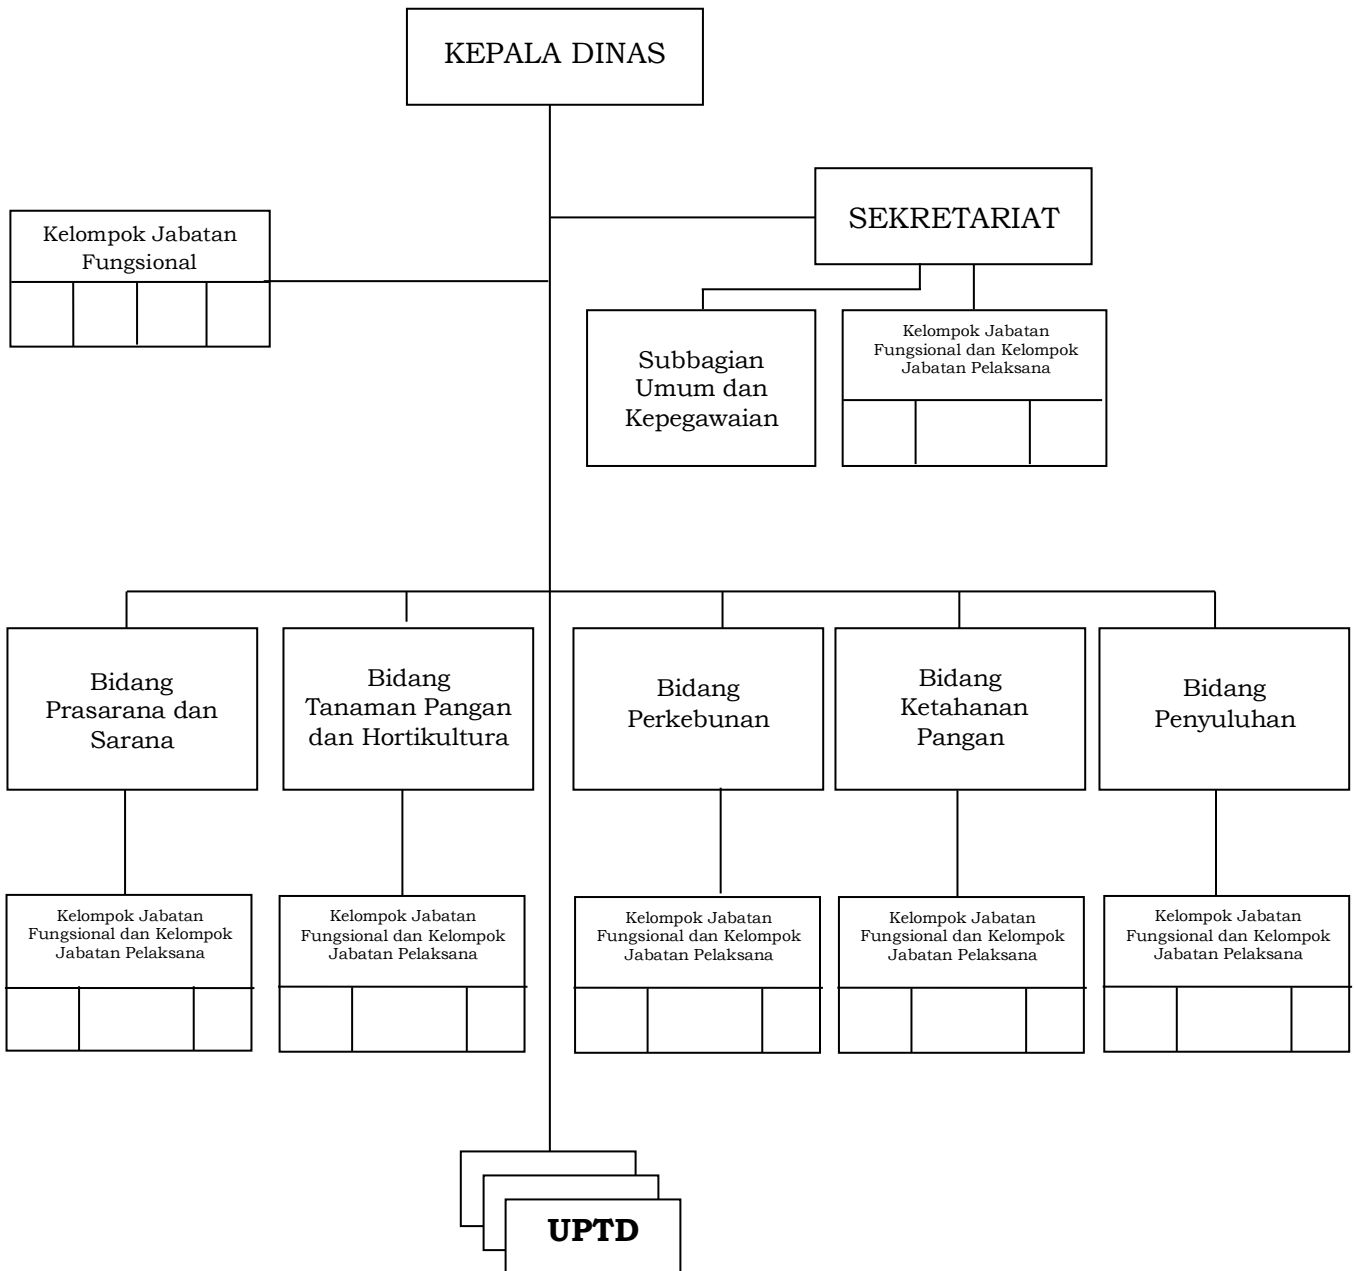 KEPALA DINAS
SEKRETARIAT
Kelompok Jabatan
Fungsional
Subbagian
Umum dan
Kepegawaian
Kelompok Jabatan
Fungsional dan Kelompok
Jabatan Pelaksana
Bidang
Prasarana dan
Sarana
Bidang
Tanaman Pangan
dan Hortikultura
Bidang
Perkebunan
Bidang
Ketahanan
Pangan
Bidang
Penyuluhan
Kelompok Jabatan
Fungsional dan Kelompok
Jabatan Pelaksana
Kelompok Jabatan
Fungsional dan Kelompok
Jabatan Pelaksana
Kelompok Jabatan
Fungsional dan Kelompok
Jabatan Pelaksana
Kelompok Jabatan
Fungsional dan Kelompok
Jabatan Pelaksana
Kelompok Jabatan
Fungsional dan Kelompok
Jabatan Pelaksana
UPTD